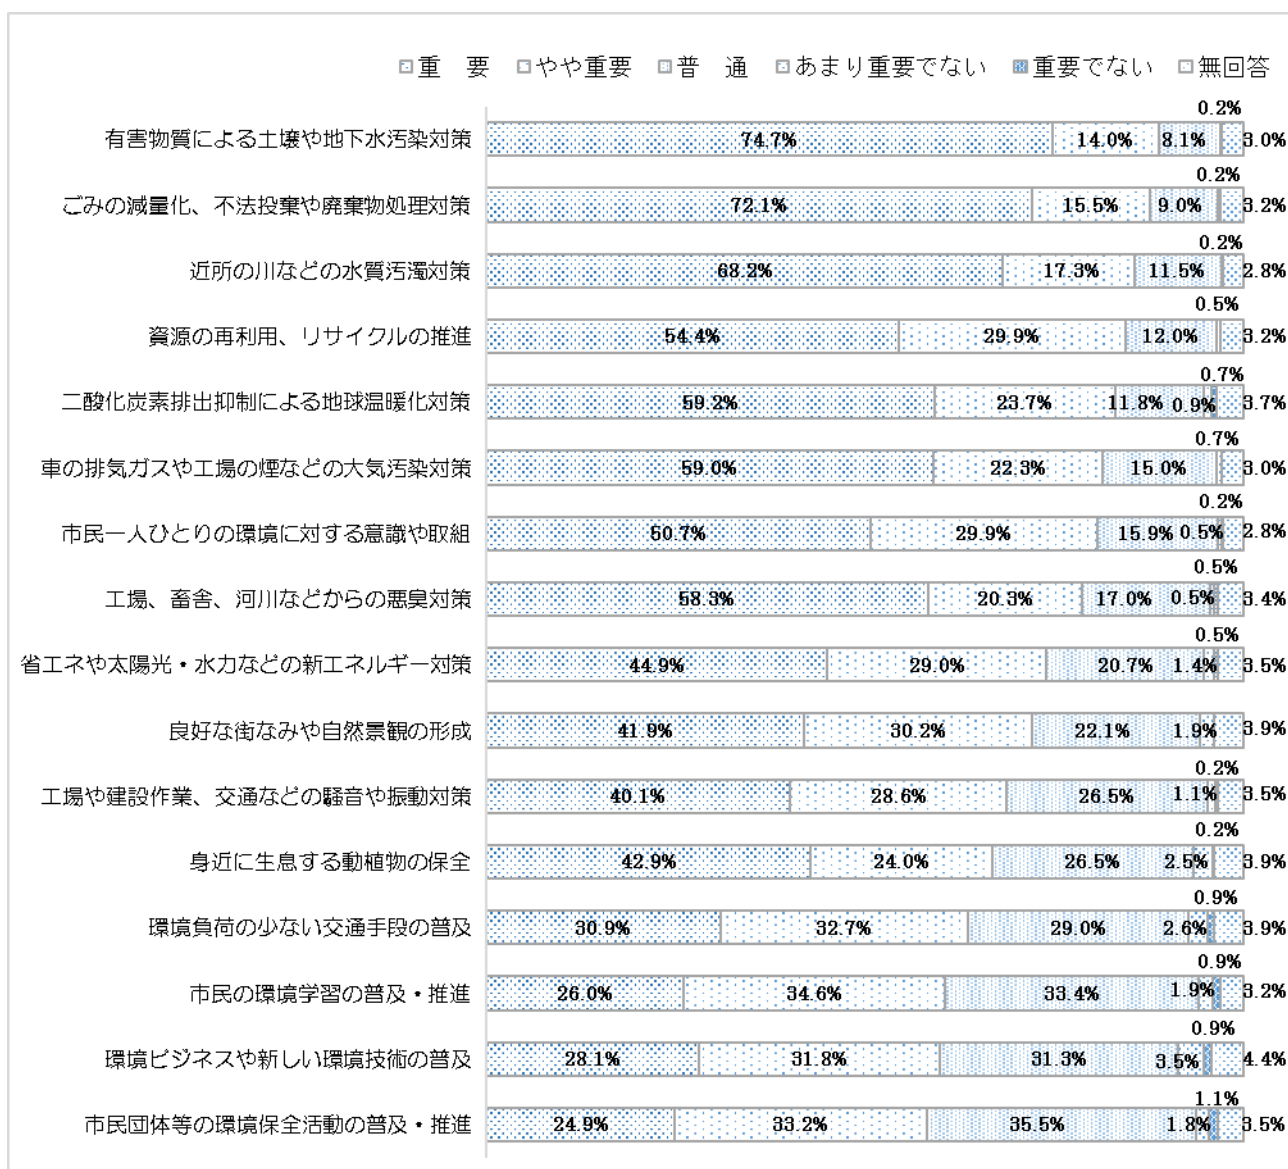 重　要 やや重要 普　通 あまり重要でない 重要でない 無回答
0.2%
有害物質による土壌や地下水汚染対策 74.7% 14.0% 8.1% 3.0%
0.2%
ごみの減量化、不法投棄や廃棄物処理対策 72.1% 15.5% 9.0% 3.2%
0.2%
近所の川などの水質汚濁対策 68.2% 17.3% 11.5% 2.8%
0.5%
資源の再利用、リサイクルの推進 54.4% 29.9% 12.0% 3.2%
0.7%
二酸化炭素排出抑制による地球温暖化対策 59.2% 23.7% 11.8% 0.9% 3.7%
0.7%
車の排気ガスや工場の煙などの大気汚染対策 59.0% 22.3% 15.0% 3.0%
0.2%
市民一人ひとりの環境に対する意識や取組 50.7% 29.9% 15.9% 0.5% 2.8%
0.5%
工場、畜舎、河川などからの悪臭対策 58.3% 20.3% 17.0% 0.5% 3.4%
0.5%
省エネや太陽光・水力などの新エネルギー対策 44.9% 29.0% 20.7% 1.4% 3.5%
良好な街なみや自然景観の形成 41.9% 30.2% 22.1% 1.9% 3.9%
0.2%
工場や建設作業、交通などの騒音や振動対策 40.1% 28.6% 26.5% 1.1% 3.5%
0.2%
身近に生息する動植物の保全 42.9% 24.0% 26.5% 2.5% 3.9%
0.9%
環境負荷の少ない交通手段の普及 30.9% 32.7% 29.0% 2.6% 3.9%
0.9%
市民の環境学習の普及・推進 26.0% 34.6% 33.4% 1.9% 3.2%
0.9%
環境ビジネスや新しい環境技術の普及 28.1% 31.8% 31.3% 3.5% 4.4%
1.1%
市民団体等の環境保全活動の普及・推進 24.9% 33.2% 35.5% 1.8% 3.5%